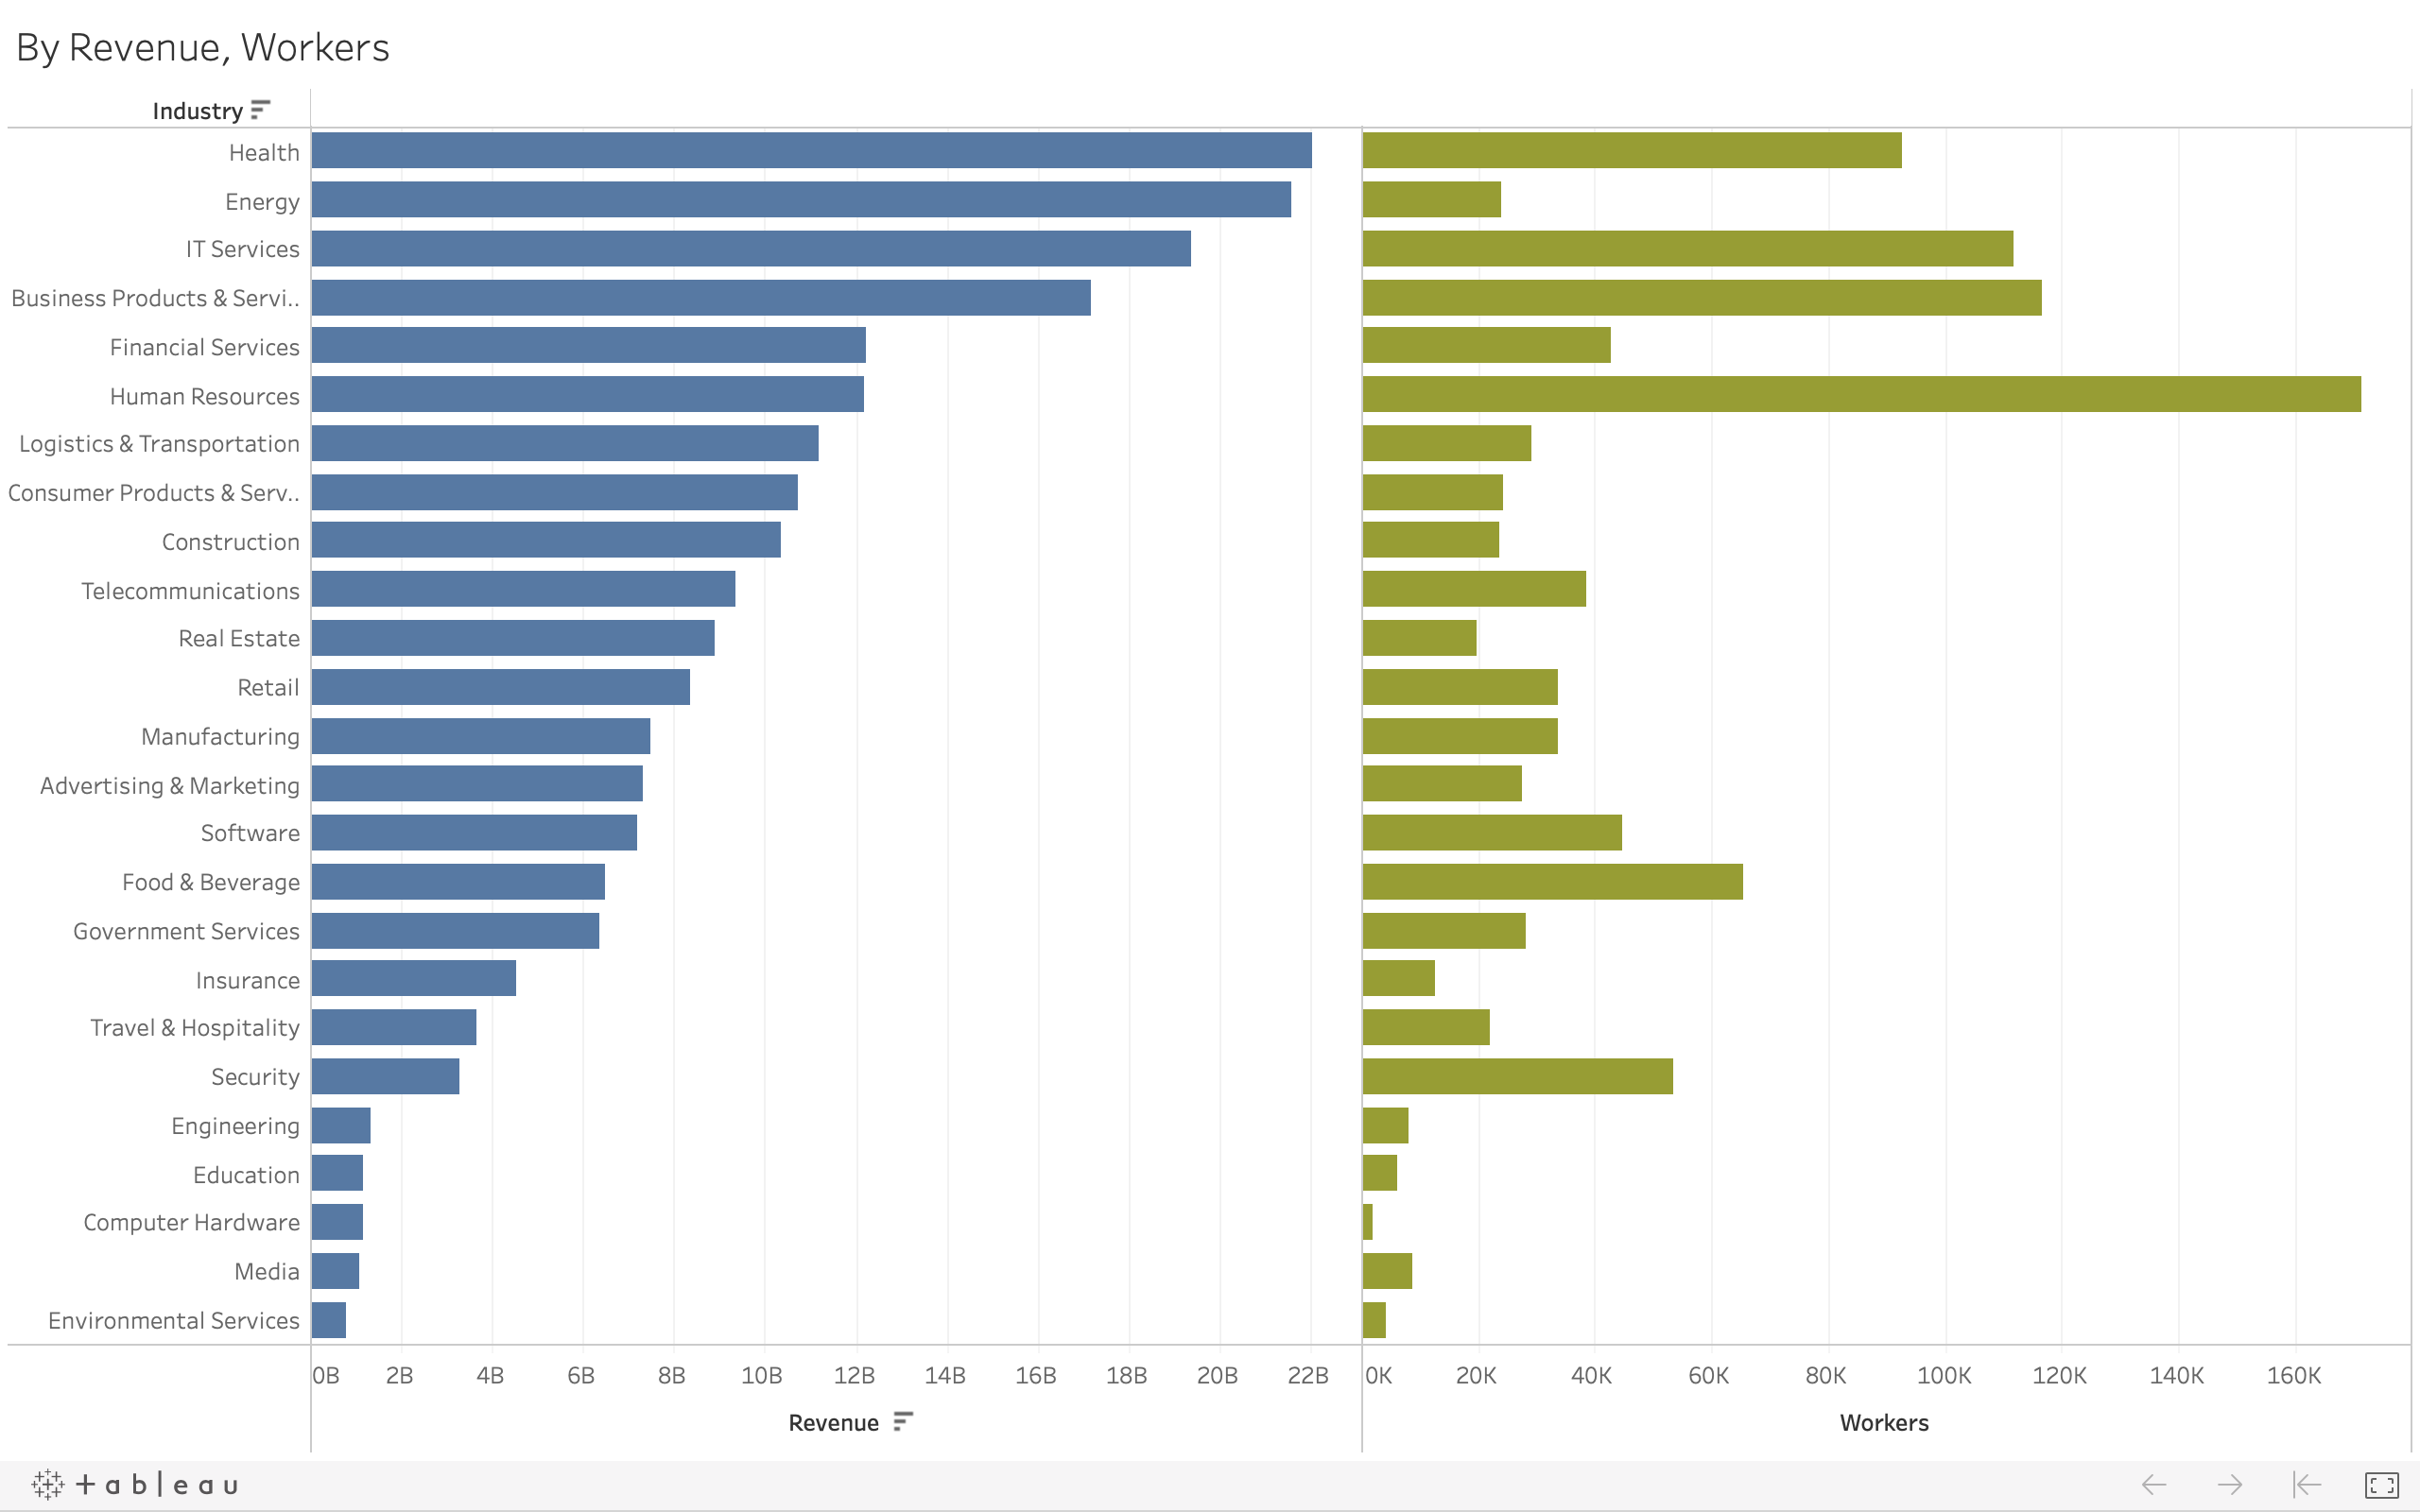 By Revenue, Workers
Industry
Health
Energy
IT Services
Business Products & Servi..
Financial Services
Human Resources
Logistics & Transportation
Consumer Products & Serv..
Construction
Telecommunications
Real Estate
Retail
Manufacturing
Advertising & Marketing
Software
Food & Beverage
Government Services
Insurance
Travel & Hospitality
Security
Engineering
Education
Computer Hardware
Media
Environmental Services
0B 2B 4B 6B 8B 10B 12B 14B 16B 18B 20B 22B 0K 20K 40K 60K 80K 100K 120K 140K 160K
Revenue Workers
+ableau